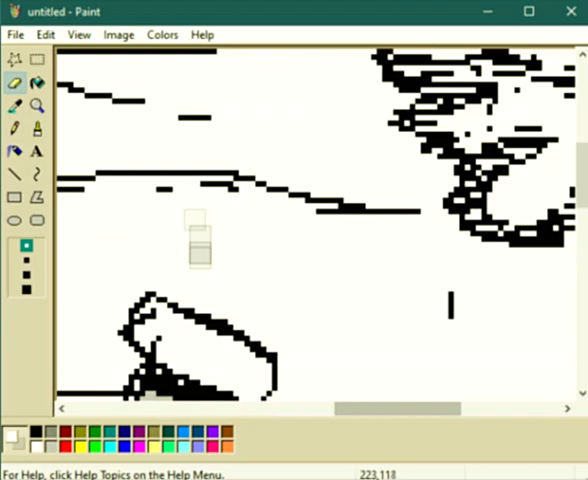 untitled - Paint
File Edit View Image Colors Help
A
For Help, click Help Topics on the Help Menu.
223,118